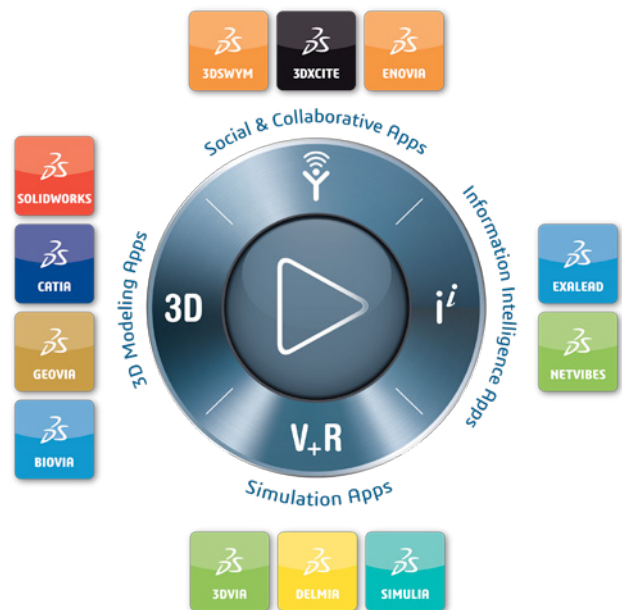 3DSWYM
3DXCITE
ENOVIA
Social & Collaborative Apps
SOLIDWORKS
CATIA
GEOVIA
BIOVIA
3D Modeling Apps
3D
i i
V+R
Information Intelligence Apps
EXALEAD
NETVIBES
Simulation Apps
3DVIA
DELMIA
SIMULIA